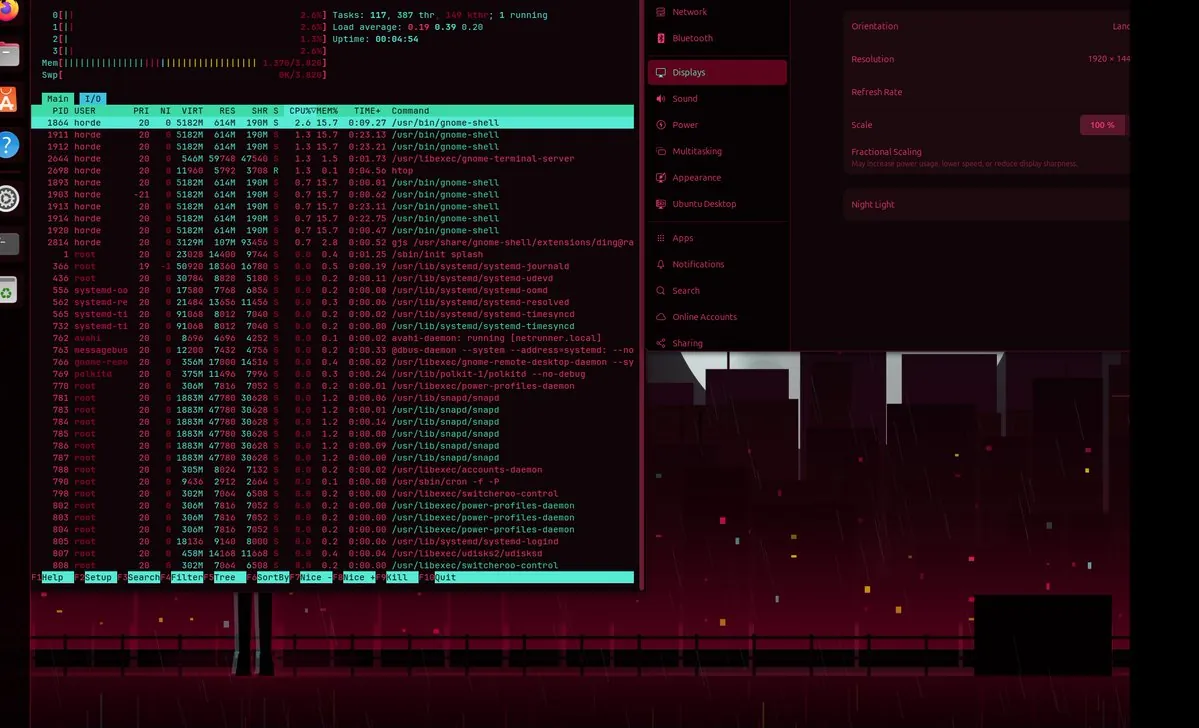 0[|| 2.6%] Tasks: 117, 387 thr, 149 kthr; 1 running
1[|| 2.6%] Load average: 0.19 0.39 0.20
2[| 1.3%] Uptime: 00:04:54
3[|| 2.6%]
Mem[||||||||||||||||||||||||||||||||||| 1.37G/3.82G]
Swp[ 0K/3.82G]
Main I/O
PID USER PRI NI VIRT RES SHR S CPU%▽MEM% TIME+ Command
1864 horde 20 0 5182M 614M 190M S 2.6 15.7 0:09.27 /usr/bin/gnome-shell
1911 horde 20 0 5182M 614M 190M S 1.3 15.7 0:23.13 /usr/bin/gnome-shell
1912 horde 20 0 5182M 614M 190M S 1.3 15.7 0:23.21 /usr/bin/gnome-shell
2644 horde 20 0 546M 59748 47540 S 1.3 1.5 0:01.73 /usr/libexec/gnome-terminal-server
2698 horde 20 0 11960 5792 3708 R 1.3 0.1 0:04.56 htop
1893 horde 20 0 5182M 614M 190M S 0.7 15.7 0:00.01 /usr/bin/gnome-shell
1903 horde -21 0 5182M 614M 190M S 0.7 15.7 0:00.62 /usr/bin/gnome-shell
1913 horde 20 0 5182M 614M 190M S 0.7 15.7 0:23.11 /usr/bin/gnome-shell
1914 horde 20 0 5182M 614M 190M S 0.7 15.7 0:22.75 /usr/bin/gnome-shell
1920 horde 20 0 5182M 614M 190M S 0.7 15.7 0:00.47 /usr/bin/gnome-shell
2814 horde 20 0 3129M 107M 93456 S 0.7 2.8 0:00.52 gjs /usr/share/gnome-shell/extensions/ding@ra
1 root 20 0 23028 14400 9744 S 0.0 0.4 0:01.25 /sbin/init splash
366 root 19 -1 50920 18360 16780 S 0.0 0.5 0:00.19 /usr/lib/systemd/systemd-journald
436 root 20 0 30784 8028 5180 S 0.0 0.2 0:00.11 /usr/lib/systemd/systemd-udevd
556 systemd-oo 20 0 17580 7768 6856 S 0.0 0.2 0:00.08 /usr/lib/systemd/systemd-oomd
562 systemd-re 20 0 21484 13656 11456 S 0.0 0.3 0:00.06 /usr/lib/systemd/systemd-resolved
565 systemd-ti 20 0 91068 8012 7040 S 0.0 0.2 0:00.02 /usr/lib/systemd/systemd-timesyncd
732 systemd-ti 20 0 91068 8012 7040 S 0.0 0.2 0:00.00 /usr/lib/systemd/systemd-timesyncd
762 avahi 20 0 8696 4696 4252 S 0.0 0.1 0:00.02 avahi-daemon: running [netrunner.local]
763 messagebus 20 0 12200 7432 4756 S 0.0 0.2 0:00.33 @dbus-daemon --system --address=systemd: --no
766 gnome-remo 20 0 356M 17000 14516 S 0.0 0.4 0:00.02 /usr/libexec/gnome-remote-desktop-daemon --sy
769 polkitd 20 0 375M 11496 7996 S 0.0 0.3 0:00.24 /usr/lib/polkit-1/polkitd --no-debug
770 root 20 0 306M 7816 7052 S 0.0 0.2 0:00.01 /usr/libexec/power-profiles-daemon
781 root 20 0 1883M 47780 30628 S 0.0 1.2 0:00.06 /usr/lib/snapd/snapd
783 root 20 0 1883M 47780 30628 S 0.0 1.2 0:00.01 /usr/lib/snapd/snapd
784 root 20 0 1883M 47780 30628 S 0.0 1.2 0:00.14 /usr/lib/snapd/snapd
785 root 20 0 1883M 47780 30628 S 0.0 1.2 0:00.00 /usr/lib/snapd/snapd
786 root 20 0 1883M 47780 30628 S 0.0 1.2 0:00.09 /usr/lib/snapd/snapd
787 root 20 0 1883M 47780 30628 S 0.0 1.2 0:00.00 /usr/lib/snapd/snapd
788 root 20 0 305M 8024 7132 S 0.0 0.2 0:00.02 /usr/libexec/accounts-daemon
790 root 20 0 9436 2912 2664 S 0.0 0.1 0:00.00 /usr/sbin/cron -f -P
798 root 20 0 302M 7064 6508 S 0.0 0.2 0:00.00 /usr/libexec/switcheroo-control
802 root 20 0 306M 7816 7052 S 0.0 0.2 0:00.00 /usr/libexec/power-profiles-daemon
803 root 20 0 306M 7816 7052 S 0.0 0.2 0:00.00 /usr/libexec/power-profiles-daemon
804 root 20 0 306M 7816 7052 S 0.0 0.2 0:00.00 /usr/libexec/power-profiles-daemon
805 root 20 0 18136 9140 8000 S 0.0 0.2 0:00.06 /usr/lib/systemd/systemd-logind
807 root 20 0 458M 14168 11668 S 0.0 0.4 0:00.04 /usr/libexec/udisks2/udisksd
808 root 20 0 302M 7064 6508 S 0.0 0.2 0:00.00 /usr/libexec/switcheroo-control
F1Help F2Setup F3SearchF4FilterF5Tree F6SortByF7Nice -F8Nice +F9Kill F10Quit
Network
Bluetooth
Displays
Sound
Power
Multitasking
Appearance
Ubuntu Desktop
Apps
Notifications
Search
Online Accounts
Sharing
Orientation Land
Resolution 1920 × 144
Refresh Rate
Scale 100 %
Fractional Scaling
May increase power usage, lower speed, or reduce display sharpness.
Night Light